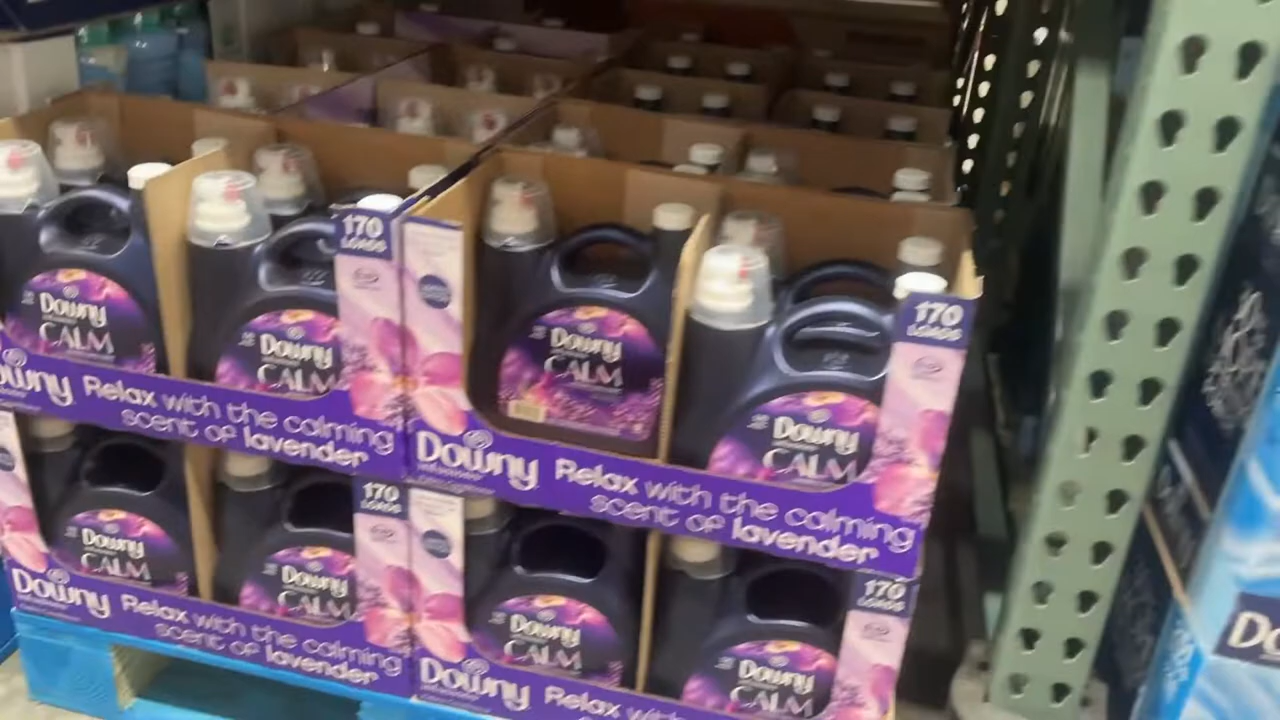 Downy
CALM
Downy
CALM
170
LOADS
Downy
CALM
Downy
CALM
170
LOADS
Downy
Relax with the calming
scent of lavender
Downy
Relax with the calming
scent of lavender
Downy
CALM
Downy
CALM
170
LOADS
Downy
CALM
Downy
CALM
170
LOADS
Downy
Relax with the calming
scent of lavender
Downy
Relax with the
Do